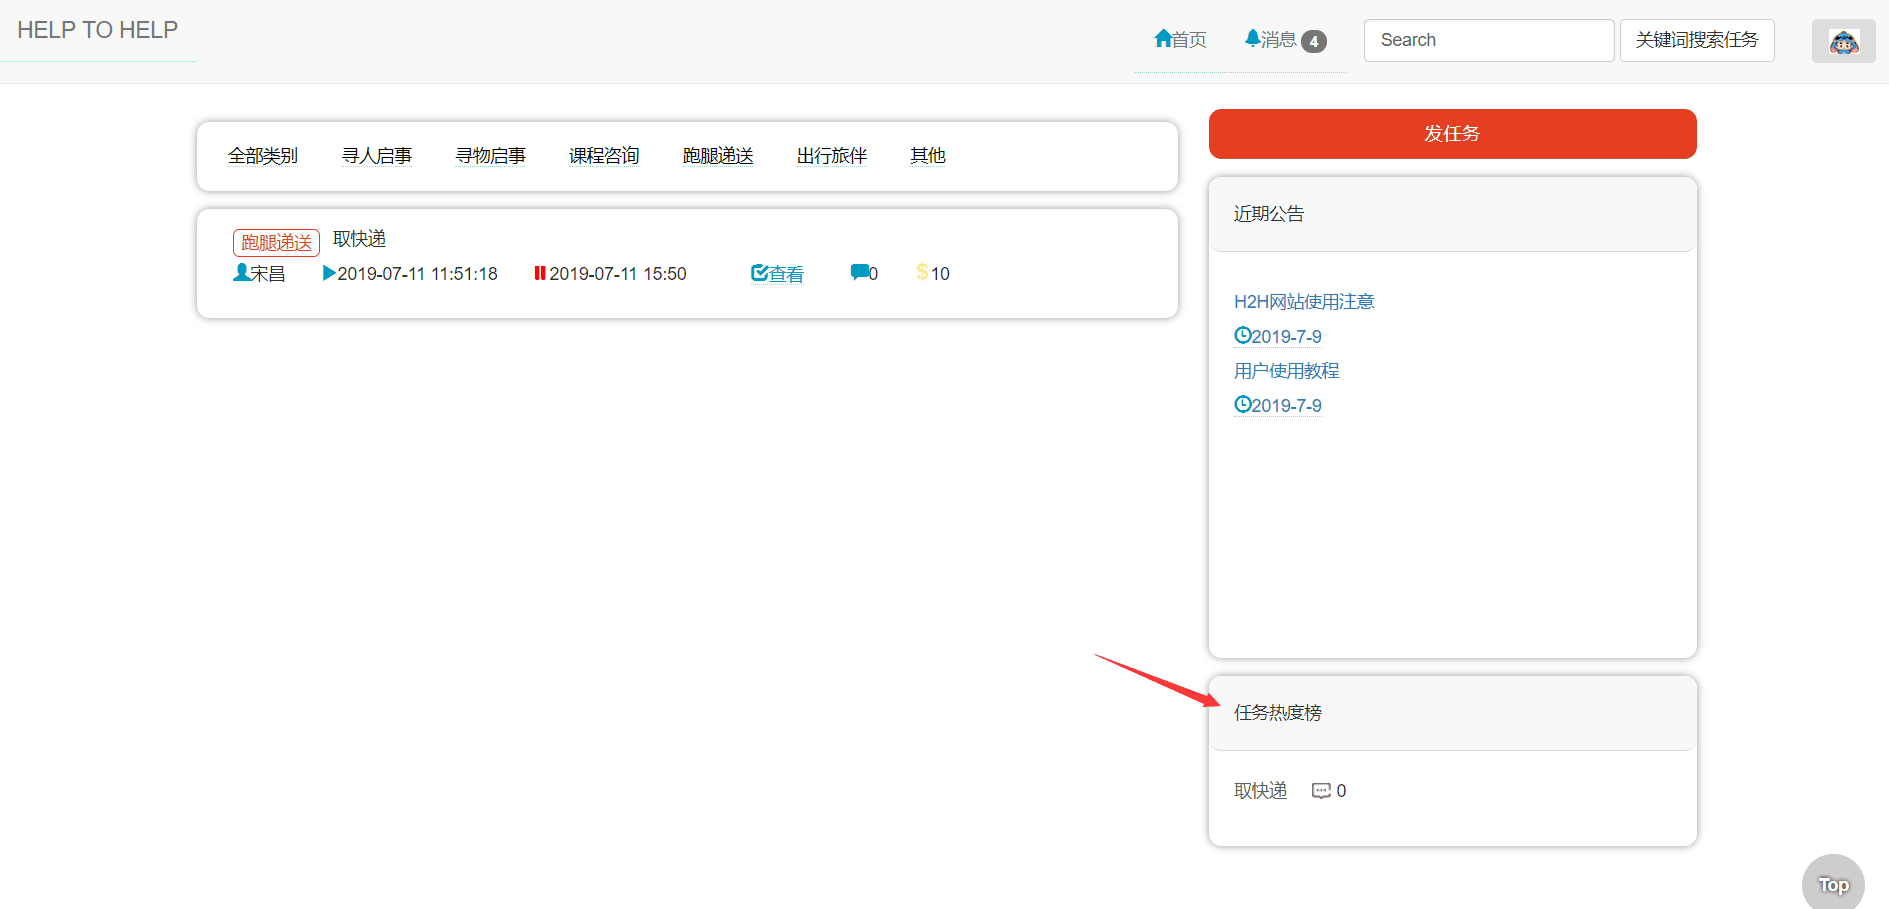 HELP TO HELP
首页 消息 4 Search 关键词搜索任务
全部类别 寻人启事 寻物启事 课程咨询 跑腿递送 出行旅伴 其他
跑腿递送 取快递
宋昌 2019-07-11 11:51:18 2019-07-11 15:50 查看 0 $10
发任务
近期公告
H2H网站使用注意
2019-7-9
用户使用教程
2019-7-9
任务热度榜
取快递 0
Top